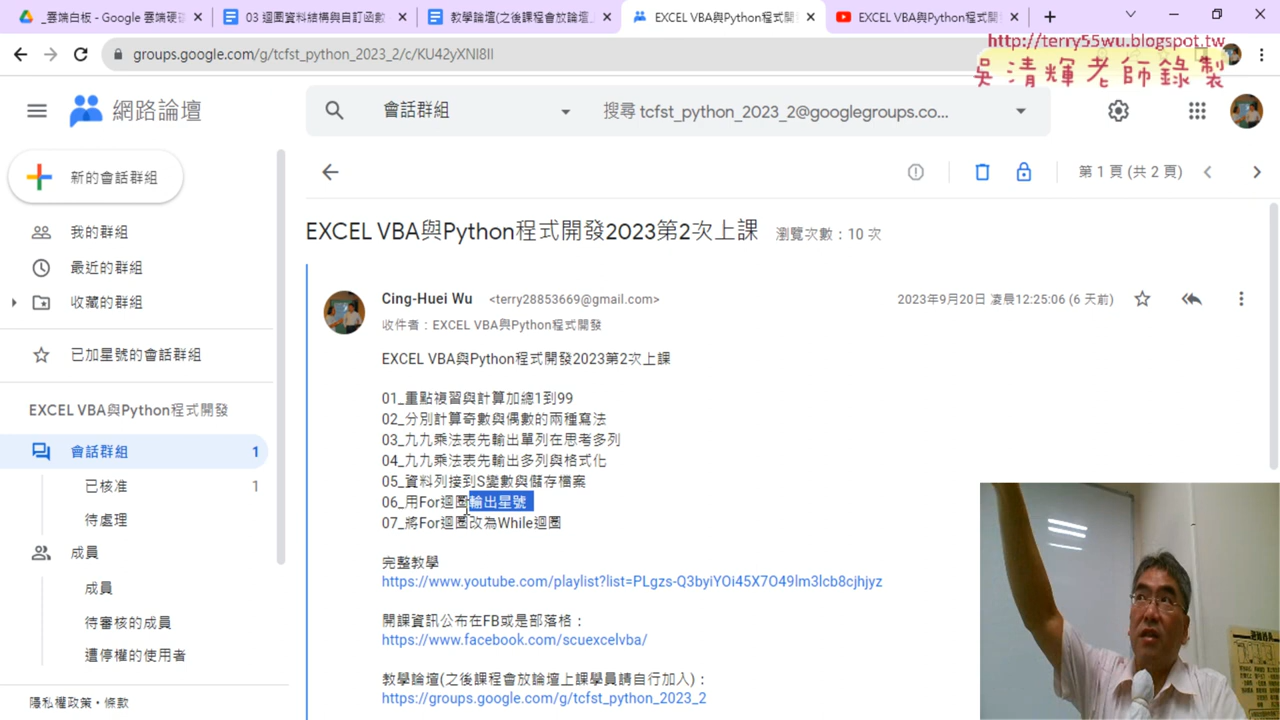 _雲端白板 - Google 雲端硬碟
03 迴圈資料結構與自訂函數
教學論壇(之後課程會放論壇上
EXCEL VBA與Python程式開
EXCEL VBA與Python程式開
http://terry55wu.blogspot.tw
groups.google.com/g/tcfst_python_2023_2/c/KU42yXNI8II
吳清輝老師錄製
網路論壇
會話群組
搜尋 tcfst_python_2023_2@googlegroups.co...
新的會話群組
第 1 頁 (共 2 頁)
我的群組
最近的群組
收藏的群組
已加星號的會話群組
EXCEL VBA與Python程式開發
會話群組 1
已核准 1
待處理
成員
成員
待審核的成員
遭停權的使用者
隱私權政策 • 條款
EXCEL VBA與Python程式開發2023第2次上課 瀏覽次數：10 次
Cing-Huei Wu <terry28853669@gmail.com>
2023年9月20日 凌晨12:25:06 (6 天前)
收件者：EXCEL VBA與Python程式開發
EXCEL VBA與Python程式開發2023第2次上課
01_重點複習與計算加總1到99
02_分別計算奇數與偶數的兩種寫法
03_九九乘法表先輸出單列在思考多列
04_九九乘法表先輸出多列與格式化
05_資料列接到S變數與儲存檔案
06_用For迴圈輸出星號
07_將For迴圈改為While迴圈
完整教學
https://www.youtube.com/playlist?list=PLgzs-Q3byiYOi45X7O49lm3lcb8cjhjyz
開課資訊公布在FB或是部落格：
https://www.facebook.com/scuexcelvba/
教學論壇(之後課程會放論壇上課學員請自行加入)：
https://groups.google.com/g/tcfst_python_2023_2